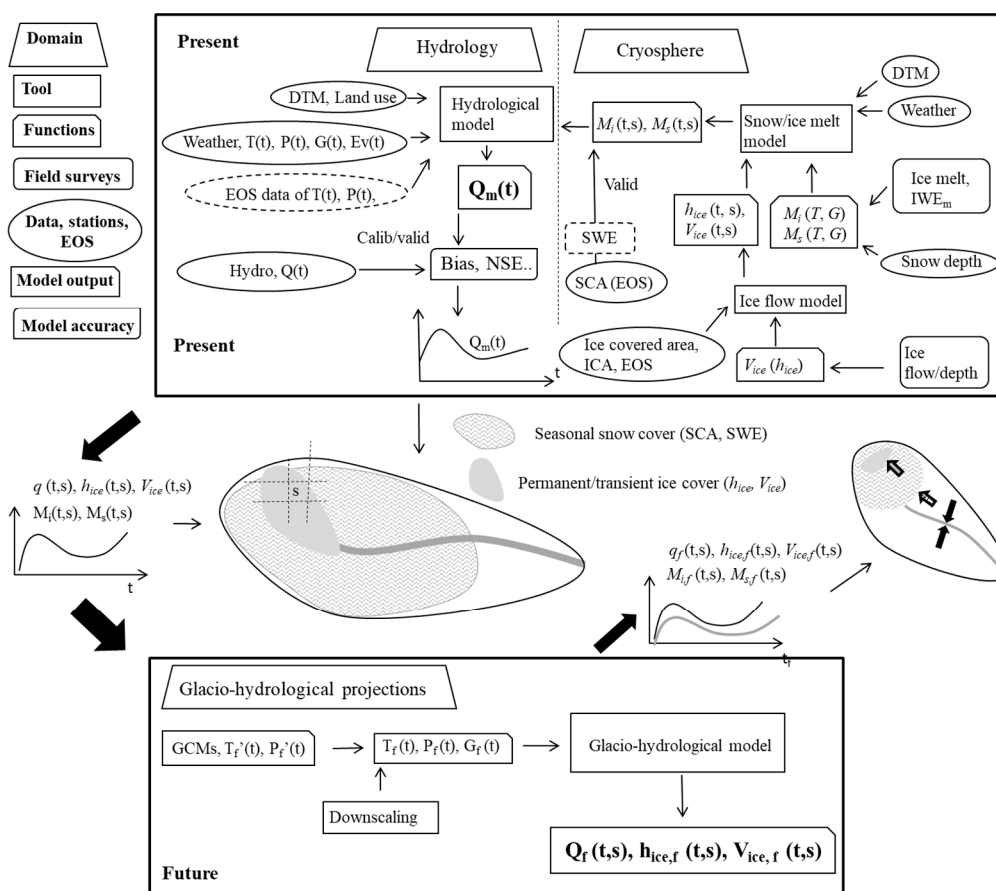 Domain
Tool
Functions
Field surveys
Data, stations,
EOS
Model output
Model accuracy
Present
Hydrology
DTM, Land use
Hydrological
model
Weather, T(t), P(t), G(t), Ev(t)
EOS data of T(t), P(t),
Qm(t)
Calib/valid
Hydro, Q(t)
Bias, NSE..
Qm(t)
t
Present
Cryosphere
DTM
Weather
Mi(t,s), Ms(t,s)
Snow/ice melt
model
Valid
SWE
SCA (EOS)
hice(t, s),
Vice(t,s)
Mi (T, G)
Ms (T, G)
Ice melt,
IWEm
Snow depth
Ice flow model
Ice covered area,
ICA, EOS
Vice (hice)
Ice
flow/depth
Seasonal snow cover (SCA, SWE)
Permanent/transient ice cover (hice, Vice)
s
q (t,s), hice(t,s), Vice(t,s)
Mi(t,s), Ms(t,s)
t
qf(t,s), hice,f(t,s), Vice,f(t,s)
Mi,f (t,s), Ms,f (t,s)
tf
Glacio-hydrological projections
GCMs, Tf’(t), Pf’(t)
Tf(t), Pf(t), Gf(t)
Glacio-hydrological model
Downscaling
Qf (t,s), hice,f (t,s), Vice, f (t,s)
Future